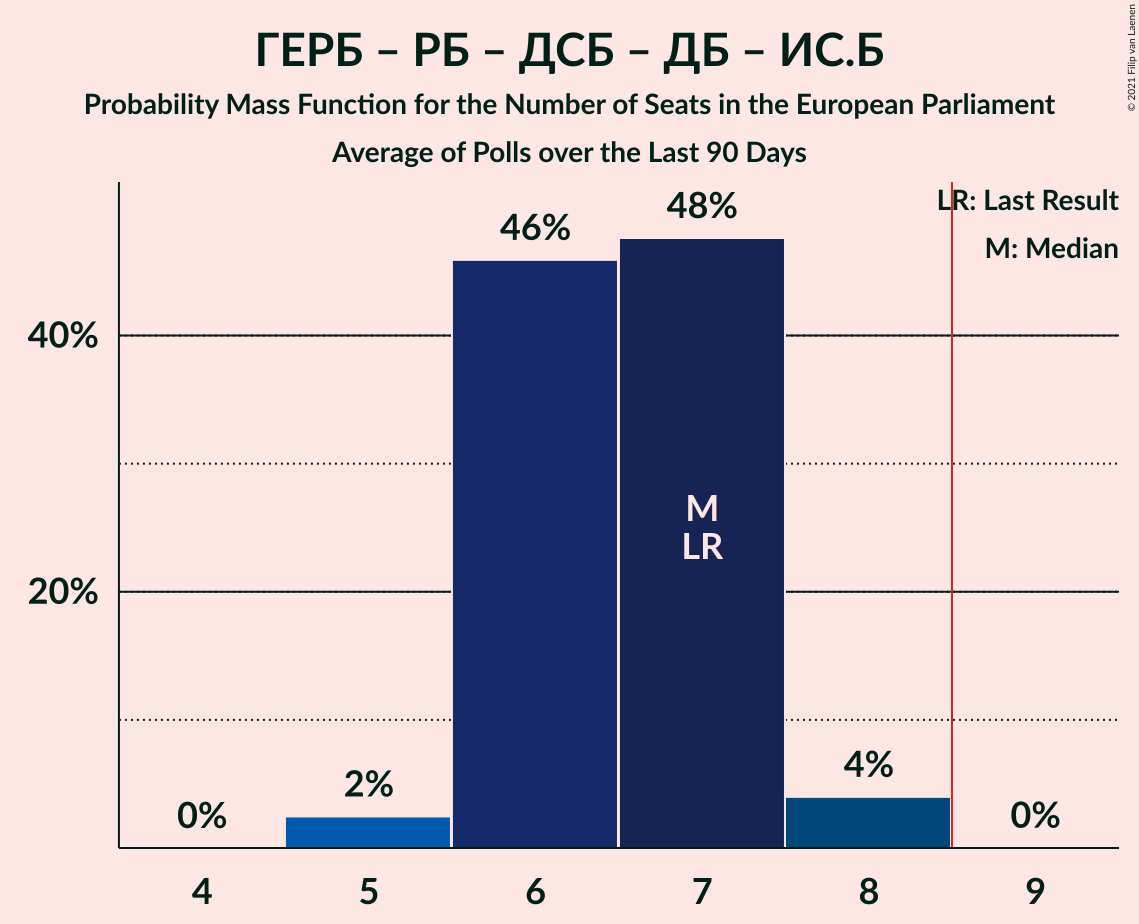 ГЕРБ – РБ – ДСБ – ДБ – ИС.Б
Probability Mass Function for the Number of Seats in the European Parliament
Average of Polls over the Last 90 Days
© 2021 Filip van Laenen
LR: Last Result
M: Median
48%
46%
40%
M
LR
20%
4%
2%
0%
0%
4 5 6 7 8 9